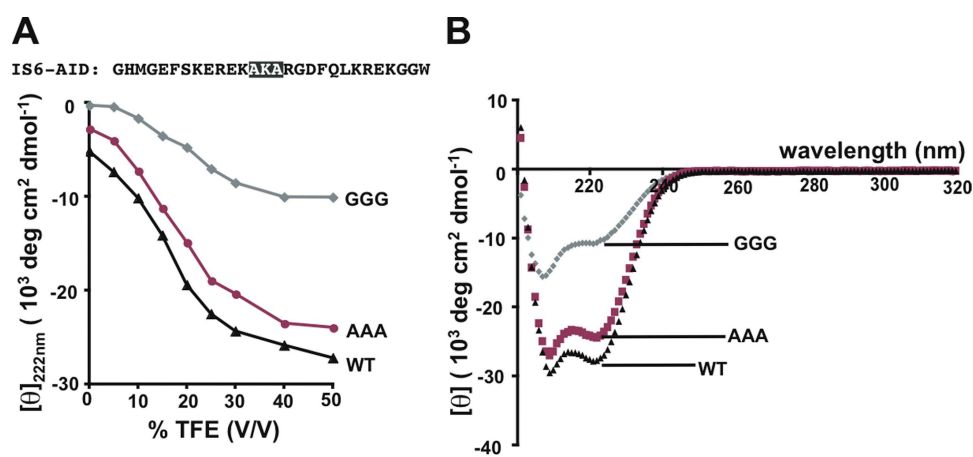 A
IS6-AID: GHMGEFSKEREKAKARGDFQLKREKGGW
0
-10
-20
-30
[θ]222nm ( 10³ deg cm² dmol⁻¹)
0 10 20 30 40 50
% TFE (V/V)
GGG
AAA
WT
B
10
0
-10
-20
-30
-40
[θ] ( 10³ deg cm² dmol⁻¹)
wavelength (nm)
220 240 260 280 300 320
GGG
AAA
WT